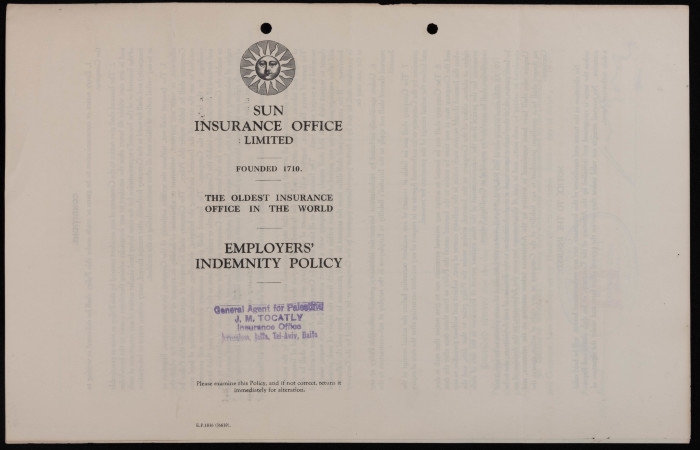 SUN
INSURANCE OFFICE
LIMITED
FOUNDED 1710.
THE OLDEST INSURANCE
OFFICE IN THE WORLD
EMPLOYERS'
INDEMNITY POLICY
General Agent for Palestine
J. M. TOCATLY
Insurance Office
Jerusalem, Jaffa, Tel-Aviv, Haifa
Please examine this Policy, and if not correct, return it
immediately for alteration.